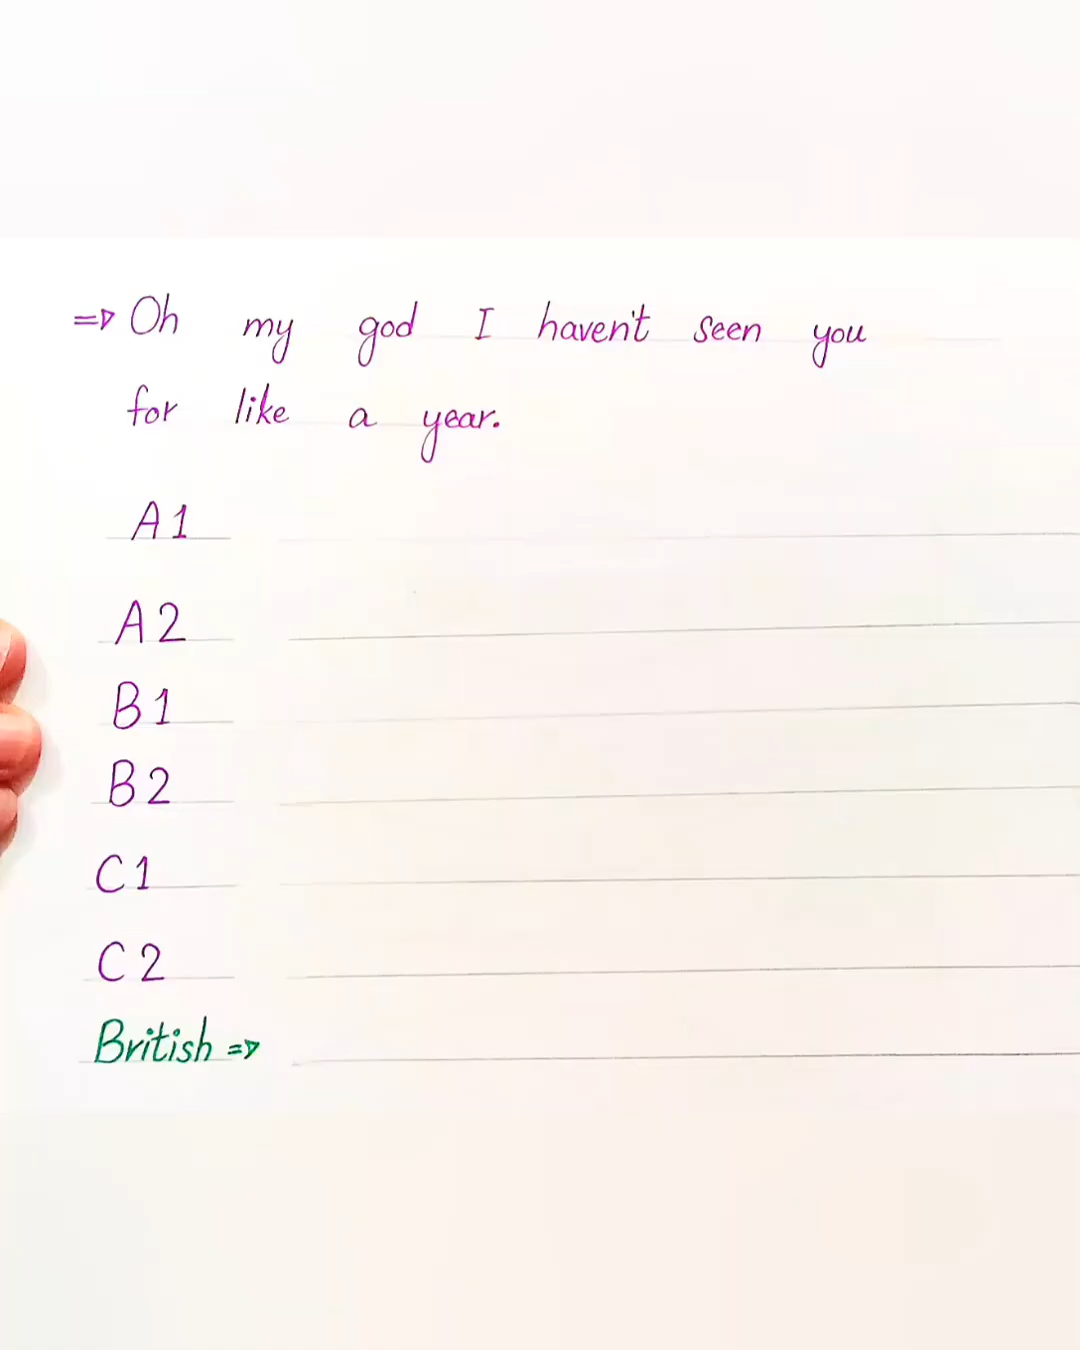 => Oh my god I haven't seen you
for like a year.
A1
A2
B1
B2
C1
C2
British =>